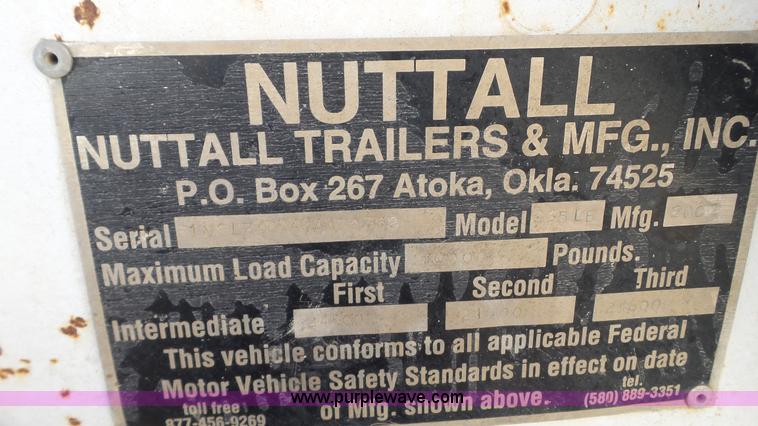 NUTTALL
NUTTALL TRAILERS & MFG., INC.
P.O. Box 267 Atoka, Okla. 74525
Serial Model Mfg.
Maximum Load Capacity Pounds.
First Second Third
Intermediate
This vehicle conforms to all applicable Federal
Motor Vehicle Safety Standards in effect on date
of Mfg. shown above.
toll free
877-456-9269
tel.
(580) 889-3351
www.purplewave.com